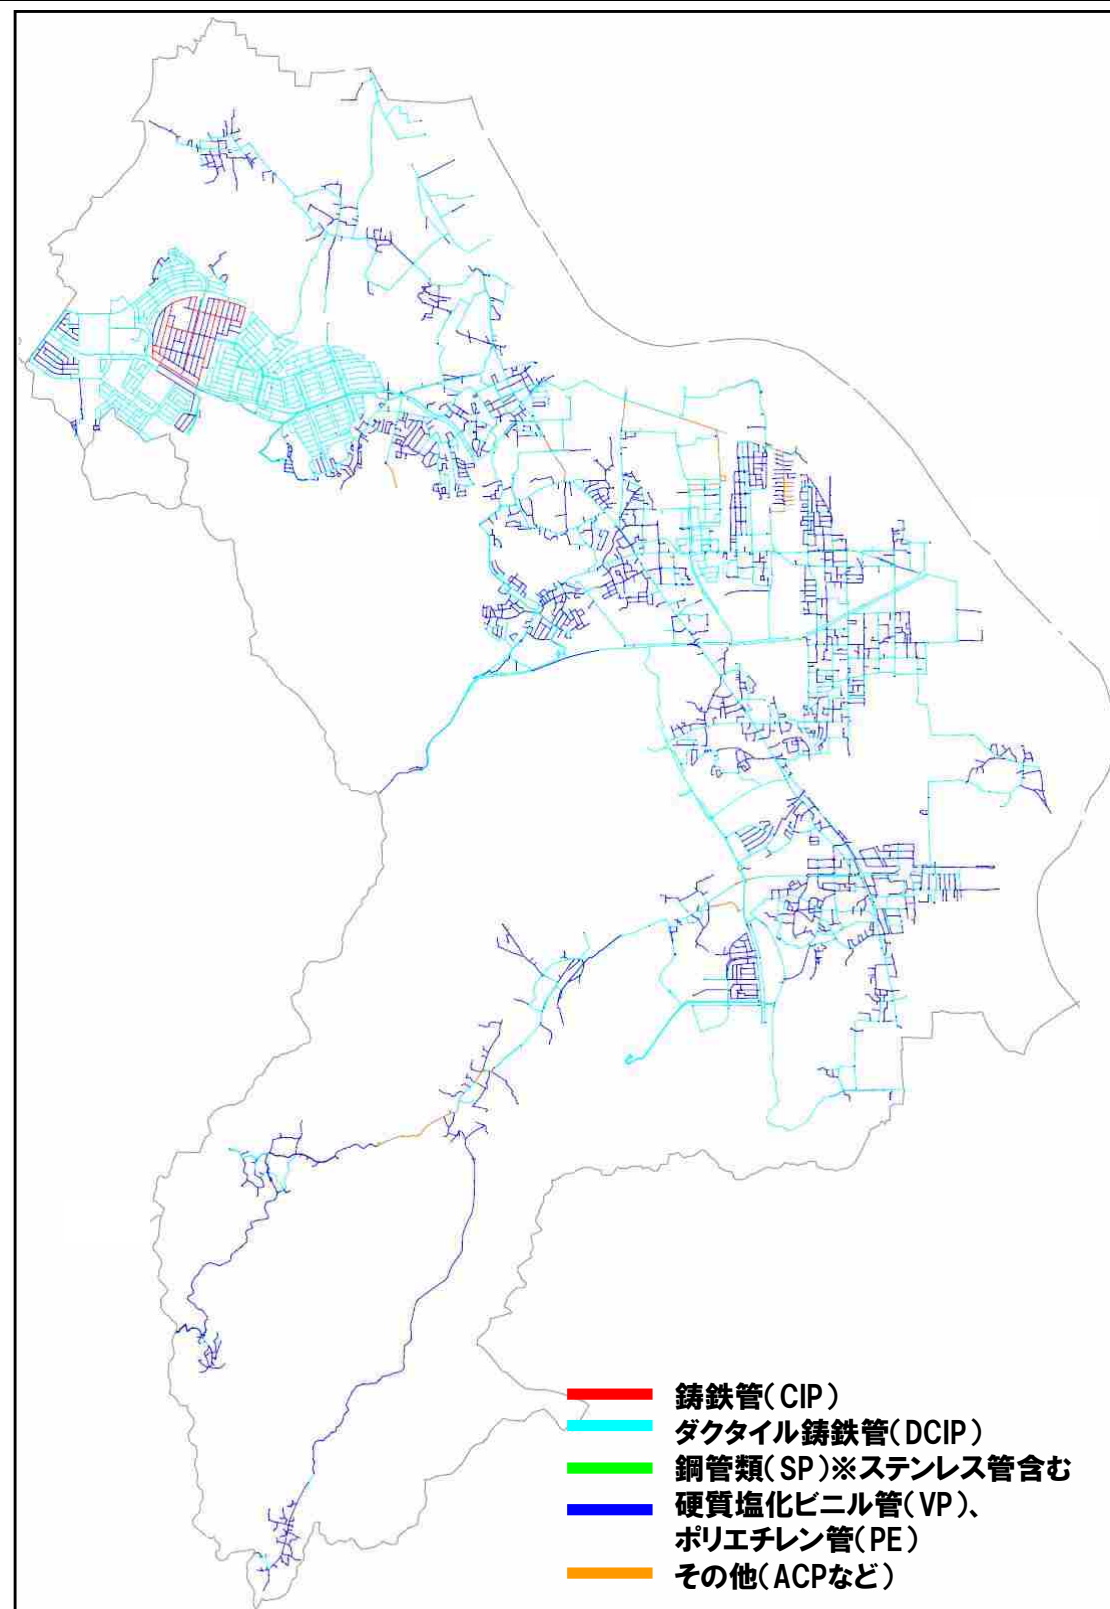 鋳鉄管(CIP)
ダクタイル鋳鉄管(DCIP)
鋼管類(SP)※ステンレス管含む
硬質塩化ビニル管(VP)、
ポリエチレン管(PE)
その他(ACPなど)